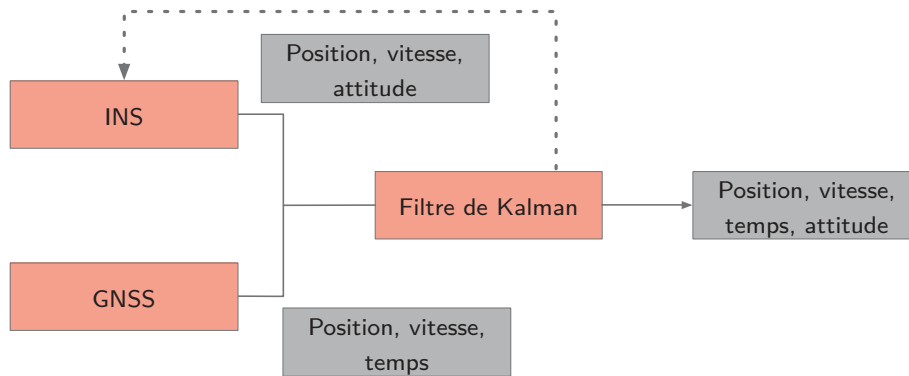 Position, vitesse,
attitude
INS
Filtre de Kalman
Position, vitesse,
temps, attitude
GNSS
Position, vitesse,
temps